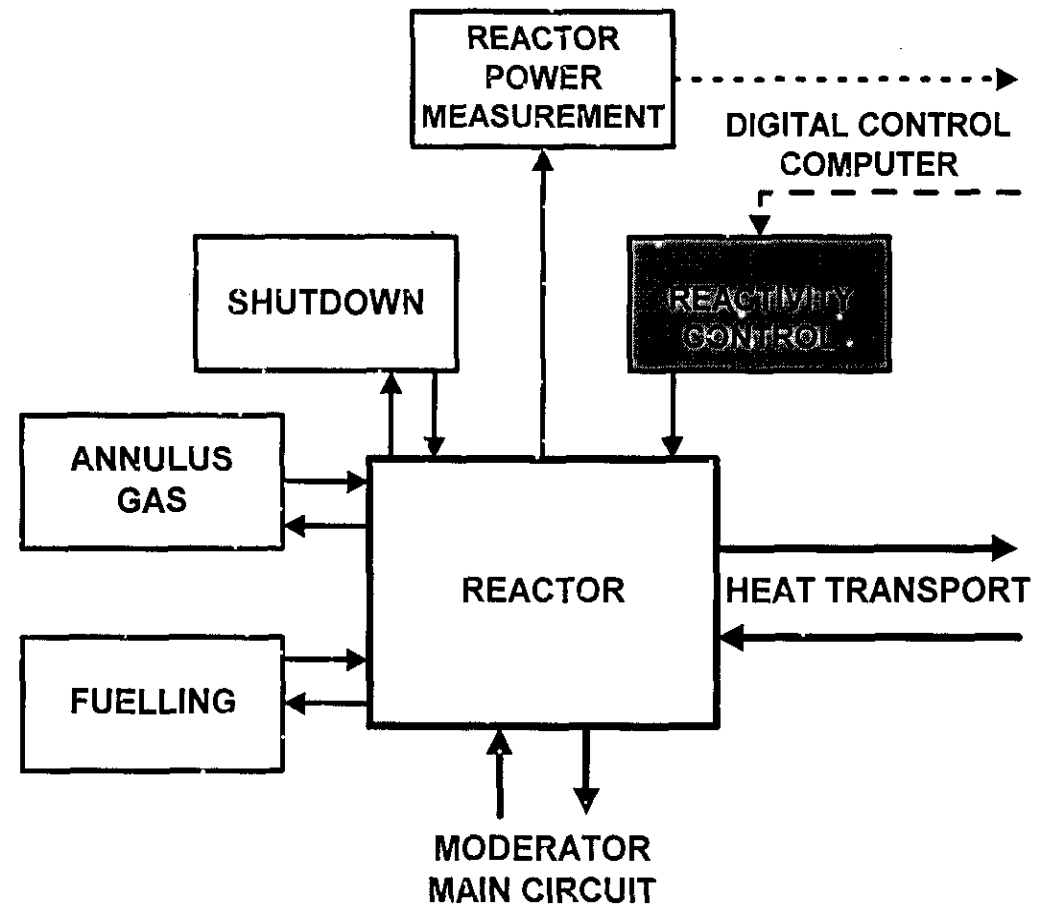 REACTOR
POWER
MEASUREMENT
DIGITAL CONTROL
COMPUTER
SHUTDOWN
REACTIVITY
CONTROL
ANNULUS
GAS
REACTOR
HEAT TRANSPORT
FUELLING
MODERATOR
MAIN CIRCUIT